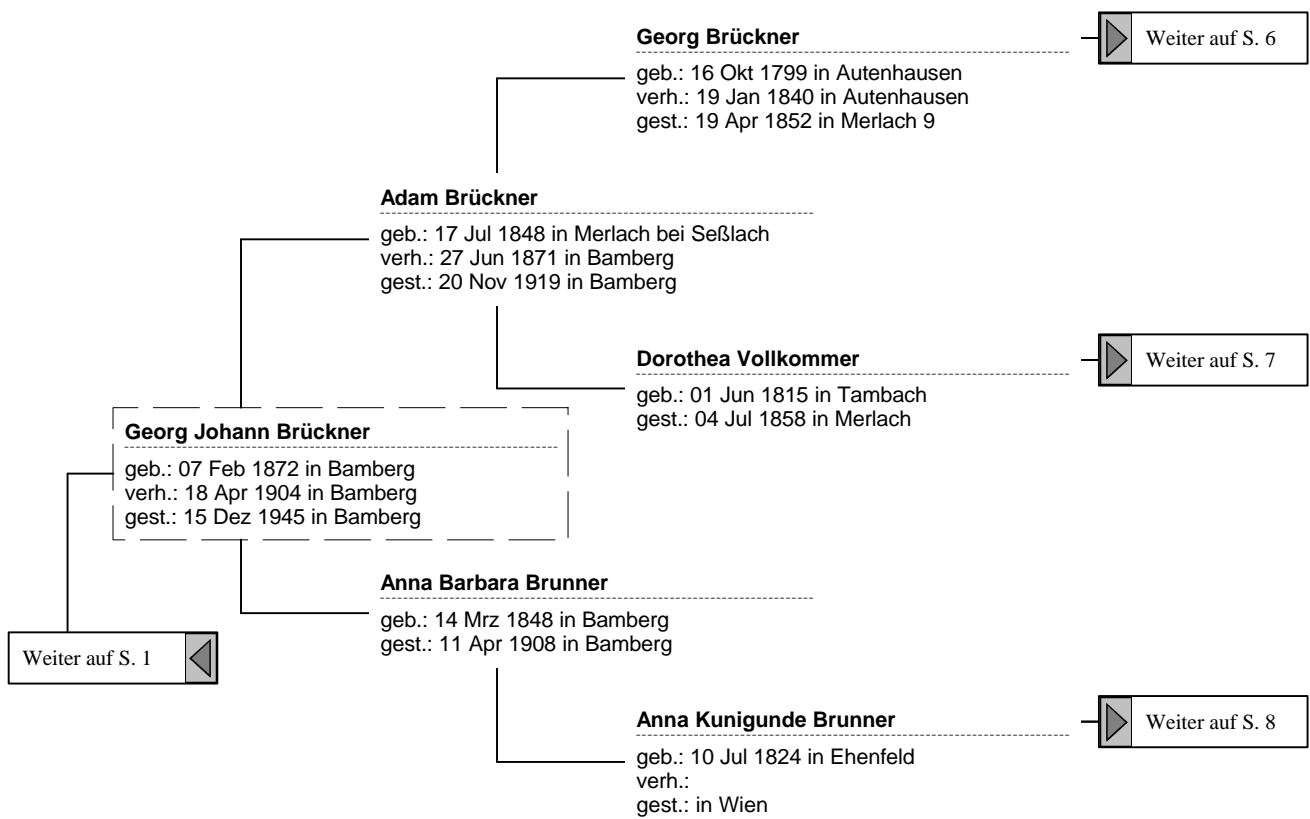 Georg Brückner
Weiter auf S. 6
geb.: 16 Okt 1799 in Autenhausen
verh.: 19 Jan 1840 in Autenhausen
gest.: 19 Apr 1852 in Merlach 9
Adam Brückner
geb.: 17 Jul 1848 in Merlach bei Seßlach
verh.: 27 Jun 1871 in Bamberg
gest.: 20 Nov 1919 in Bamberg
Dorothea Vollkommer
Weiter auf S. 7
geb.: 01 Jun 1815 in Tambach
gest.: 04 Jul 1858 in Merlach
Georg Johann Brückner
geb.: 07 Feb 1872 in Bamberg
verh.: 18 Apr 1904 in Bamberg
gest.: 15 Dez 1945 in Bamberg
Anna Barbara Brunner
geb.: 14 Mrz 1848 in Bamberg
gest.: 11 Apr 1908 in Bamberg
Weiter auf S. 1
Anna Kunigunde Brunner
Weiter auf S. 8
geb.: 10 Jul 1824 in Ehenfeld
verh.:
gest.: in Wien